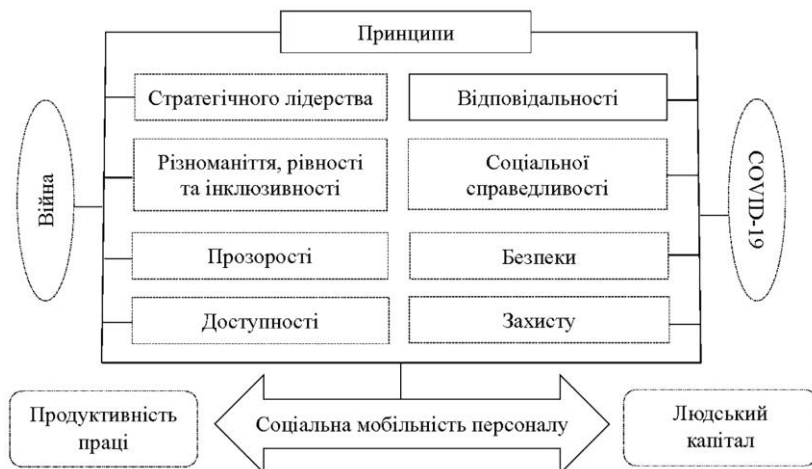 Принципи
Стратегічного лідерства
Відповідальності
Різноманіття, рівності
та інклюзивності
Соціальної
справедливості
Війна
COVID-19
Прозорості
Безпеки
Доступності
Захисту
Продуктивність
праці
Соціальна мобільність персоналу
Людський
капітал